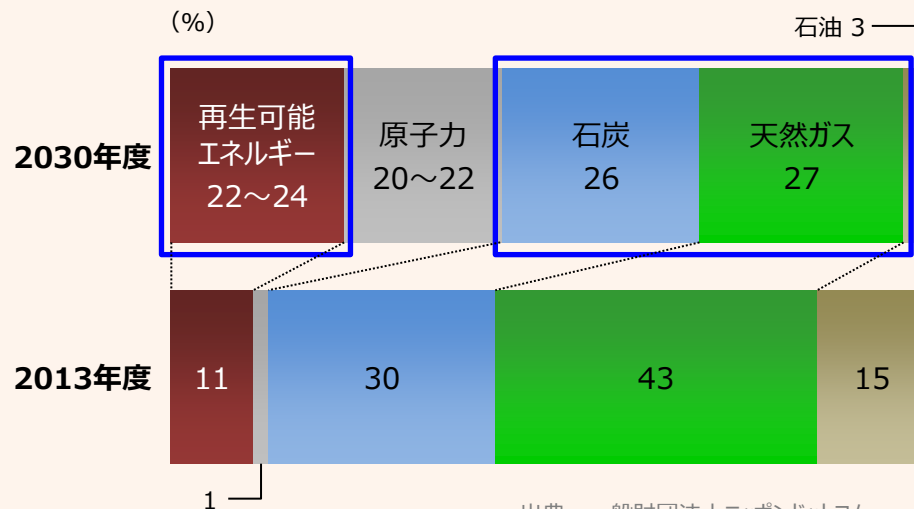 (%)
石油 3
2030年度
再生可能
エネルギー
22～24
原子力
20～22
石炭
26
天然ガス
27
2013年度
11
30
43
15
1